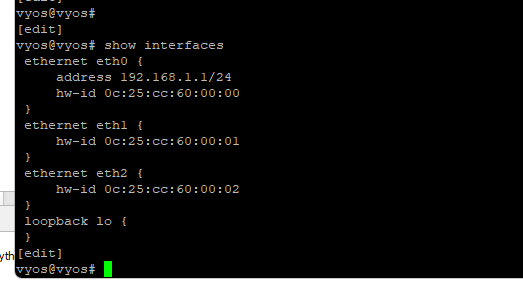 vyos@vyos#
[edit]
vyos@vyos# show interfaces
 ethernet eth0 {
     address 192.168.1.1/24
     hw-id 0c:25:cc:60:00:00
 }
 ethernet eth1 {
     hw-id 0c:25:cc:60:00:01
 }
 ethernet eth2 {
     hw-id 0c:25:cc:60:00:02
 }
 loopback lo {
 }
[edit]
yth
vyos@vyos#